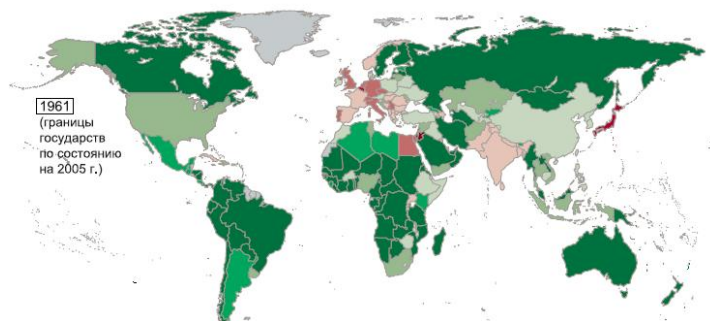 1961
(границы
государств
по состоянию
на 2005 г.)